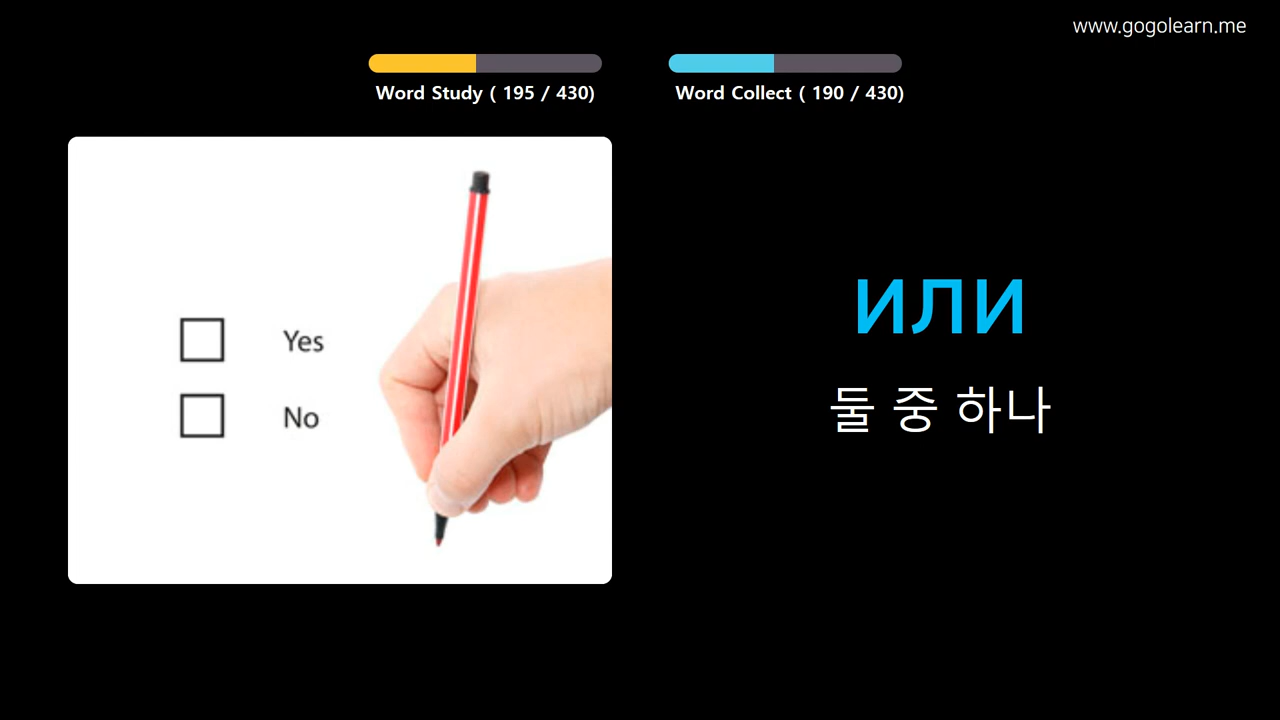 www.gogolearn.me
Word Study ( 195 / 430)
Word Collect ( 190 / 430)
Yes
No
или
둘 중 하나